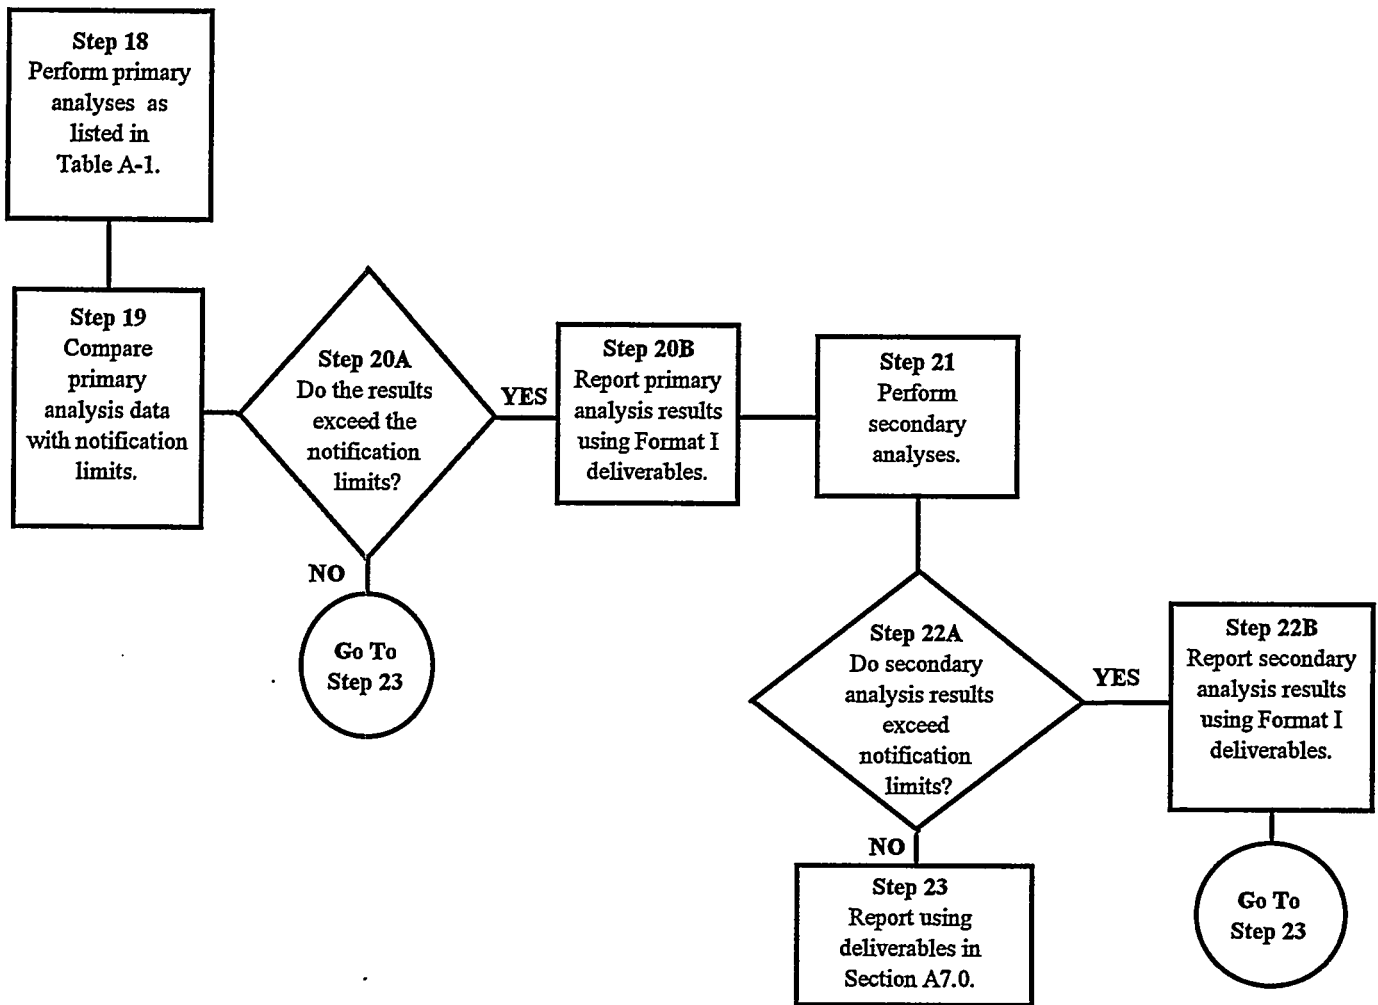 Step 18
Perform primary
analyses as
listed in
Table A-1.
Step 19
Compare
primary
analysis data
with notification
limits.
Step 20A
Do the results
exceed the
notification
limits?
YES
NO
Go To
Step 23
Step 20B
Report primary
analysis results
using Format I
deliverables.
Step 21
Perform
secondary
analyses.
Step 22A
Do secondary
analysis results
exceed
notification
limits?
YES
NO
Step 22B
Report secondary
analysis results
using Format I
deliverables.
Go To
Step 23
Step 23
Report using
deliverables in
Section A7.0.